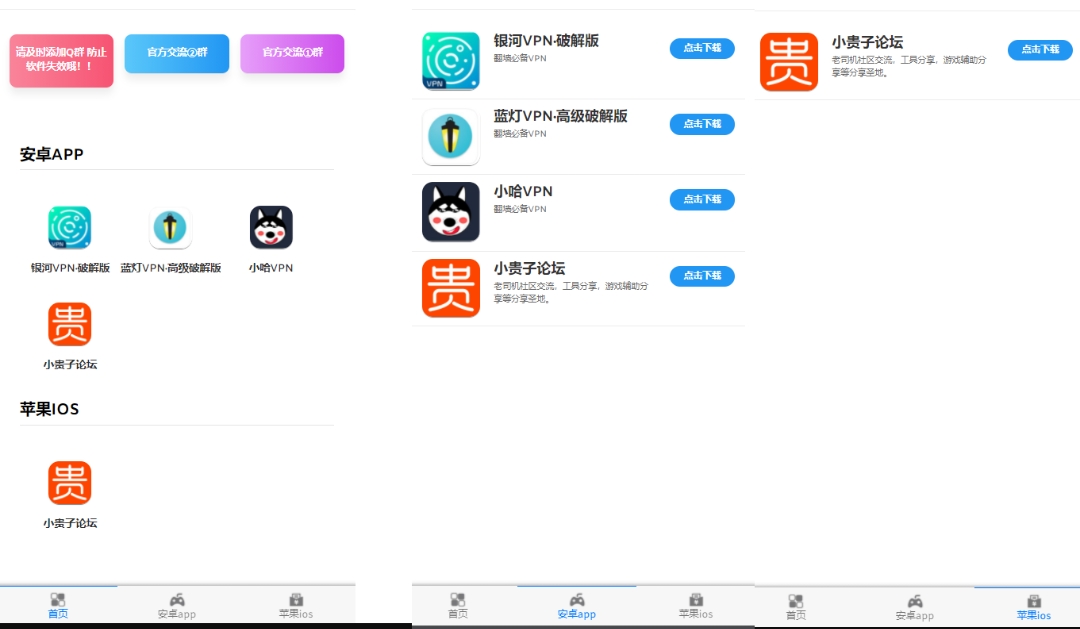 请及时添加Q群 防止
软件失效哦！！
官方交流②群
官方交流①群
安卓APP
VPN
银河VPN·破解版
蓝灯VPN·高级破解版
小哈VPN
贵
小贵子论坛
苹果IOS
贵
小贵子论坛
首页
安卓app
苹果ios
VPN
银河VPN·破解版
翻墙必备VPN
点击下载
蓝灯VPN·高级破解版
翻墙必备VPN
点击下载
小哈VPN
翻墙必备VPN
点击下载
贵
小贵子论坛
老司机社区交流，工具分享，游戏辅助分
享等分享圣地。
点击下载
首页
安卓app
苹果ios
贵
小贵子论坛
老司机社区交流，工具分享，游戏辅助分
享等分享圣地。
点击下载
首页
安卓app
苹果ios